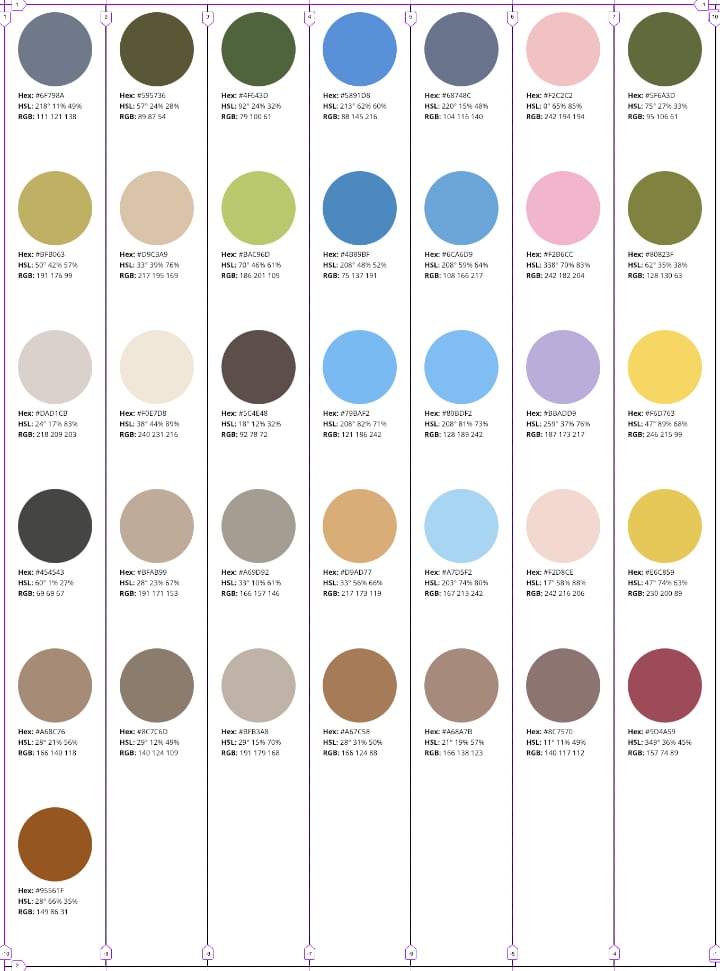 1
-1
1
2
3
4
5
6
7
10
Hex: #6F798A
HSL: 218° 11% 49%
RGB: 111 121 138
Hex: #595736
HSL: 57° 24% 28%
RGB: 89 87 54
Hex: #4F643D
HSL: 92° 24% 32%
RGB: 79 100 61
Hex: #5891D8
HSL: 213° 62% 60%
RGB: 88 145 216
Hex: #68748C
HSL: 220° 15% 48%
RGB: 104 116 140
Hex: #F2C2C2
HSL: 0° 65% 85%
RGB: 242 194 194
Hex: #5F6A3D
HSL: 75° 27% 33%
RGB: 95 106 61
Hex: #BFB063
HSL: 50° 42% 57%
RGB: 191 176 99
Hex: #D9C3A9
HSL: 33° 39% 76%
RGB: 217 195 169
Hex: #BAC96D
HSL: 70° 46% 61%
RGB: 186 201 109
Hex: #4B89BF
HSL: 208° 48% 52%
RGB: 75 137 191
Hex: #6CA6D9
HSL: 208° 59% 64%
RGB: 108 166 217
Hex: #F2B6CC
HSL: 338° 70% 83%
RGB: 242 182 204
Hex: #80823F
HSL: 62° 35% 38%
RGB: 128 130 63
Hex: #DAD1CB
HSL: 24° 17% 83%
RGB: 218 209 203
Hex: #F0E7D8
HSL: 38° 44% 89%
RGB: 240 231 216
Hex: #5C4E48
HSL: 18° 12% 32%
RGB: 92 78 72
Hex: #79BAF2
HSL: 208° 82% 71%
RGB: 121 186 242
Hex: #80BDF2
HSL: 208° 81% 73%
RGB: 128 189 242
Hex: #BBADD9
HSL: 259° 37% 76%
RGB: 187 173 217
Hex: #F6D763
HSL: 47° 89% 68%
RGB: 246 215 99
Hex: #454543
HSL: 60° 1% 27%
RGB: 69 69 67
Hex: #BFAB99
HSL: 28° 23% 67%
RGB: 191 171 153
Hex: #A69D92
HSL: 33° 10% 61%
RGB: 166 157 146
Hex: #D9AD77
HSL: 33° 56% 66%
RGB: 217 173 119
Hex: #A7D5F2
HSL: 203° 74% 80%
RGB: 167 213 242
Hex: #F2D8CE
HSL: 17° 58% 88%
RGB: 242 216 206
Hex: #E6C859
HSL: 47° 74% 63%
RGB: 230 200 89
Hex: #A68C76
HSL: 28° 21% 56%
RGB: 166 140 118
Hex: #8C7C6D
HSL: 29° 12% 49%
RGB: 140 124 109
Hex: #BFB3A8
HSL: 29° 15% 70%
RGB: 191 179 168
Hex: #A67C58
HSL: 28° 31% 50%
RGB: 166 124 88
Hex: #A68A7B
HSL: 21° 19% 57%
RGB: 166 138 123
Hex: #8C7570
HSL: 11° 11% 49%
RGB: 140 117 112
Hex: #9D4A59
HSL: 349° 36% 45%
RGB: 157 74 89
Hex: #95561F
HSL: 28° 66% 35%
RGB: 149 86 31
-10
-9
-8
-7
-6
-5
-4
-1
2